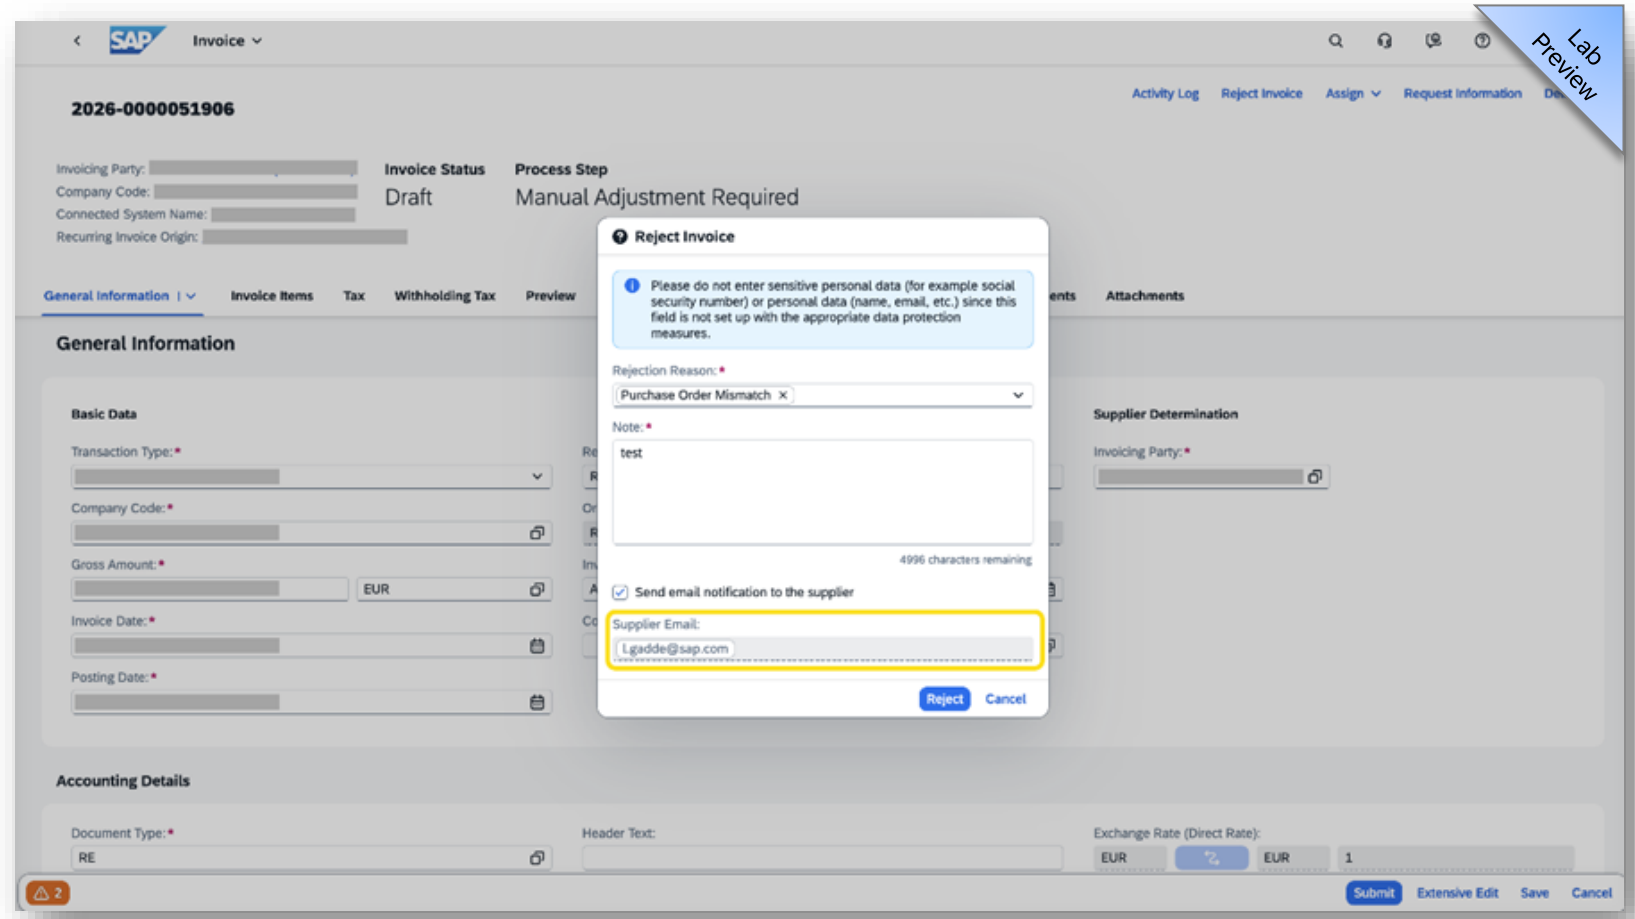 SAP
Invoice
Lab
Preview
2026-0000051906
Activity Log
Reject Invoice
Assign
Request Information
Invoicing Party:
Company Code:
Connected System Name:
Recurring Invoice Origin:
Invoice Status
Draft
Process Step
Manual Adjustment Required
General Information
Invoice Items
Tax
Withholding Tax
Preview
Attachments
General Information
Basic Data
Transaction Type:*
Company Code:*
Gross Amount:*
EUR
Invoice Date:*
Posting Date:*
Reject Invoice
Please do not enter sensitive personal data (for example social
security number) or personal data (name, email, etc.) since this
field is not set up with the appropriate data protection
measures.
Rejection Reason:*
Purchase Order Mismatch
Note:*
test
4996 characters remaining
Send email notification to the supplier
Supplier Email:
Reject
Cancel
Supplier Determination
Invoicing Party:*
Accounting Details
Document Type:*
RE
Header Text:
Exchange Rate (Direct Rate):
EUR
EUR
1
2
Submit
Extensive Edit
Save
Cancel